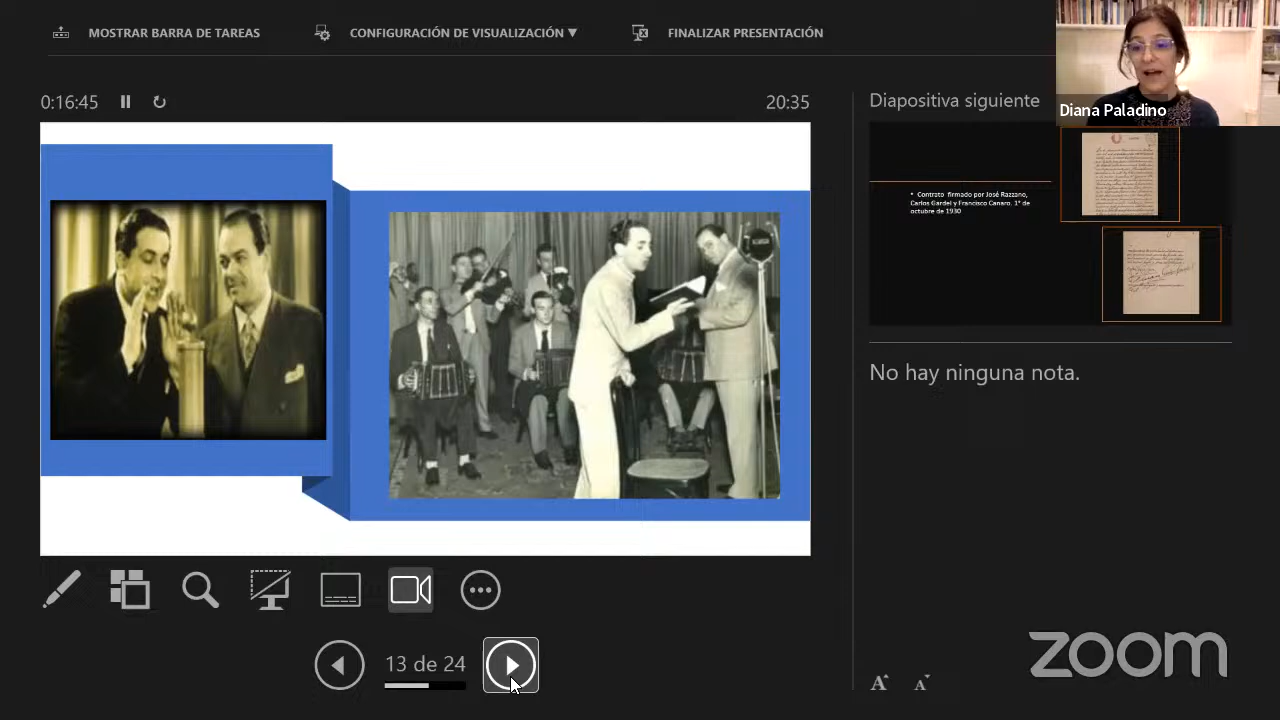 MOSTRAR BARRA DE TAREAS
CONFIGURACIÓN DE VISUALIZACIÓN ▼
FINALIZAR PRESENTACIÓN
0:16:45
20:35
Diapositiva siguiente
Diana Paladino
• Contrato firmado por José Razzano,
Carlos Gardel y Francisco Canaro. 1º de
octubre de 1930
No hay ninguna nota.
13 de 24
A A
zoom